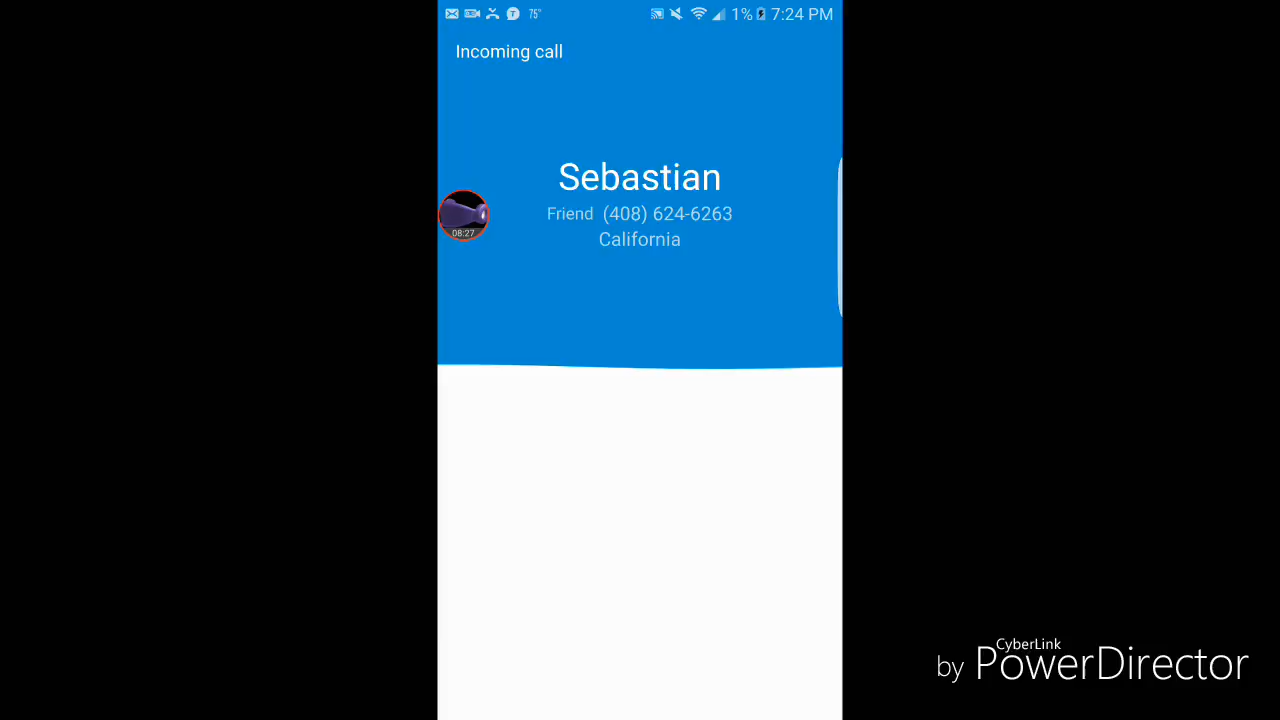 75°
1%
7:24 PM
Incoming call
Sebastian
Friend (408) 624-6263
California
08:27
CyberLink
by PowerDirector